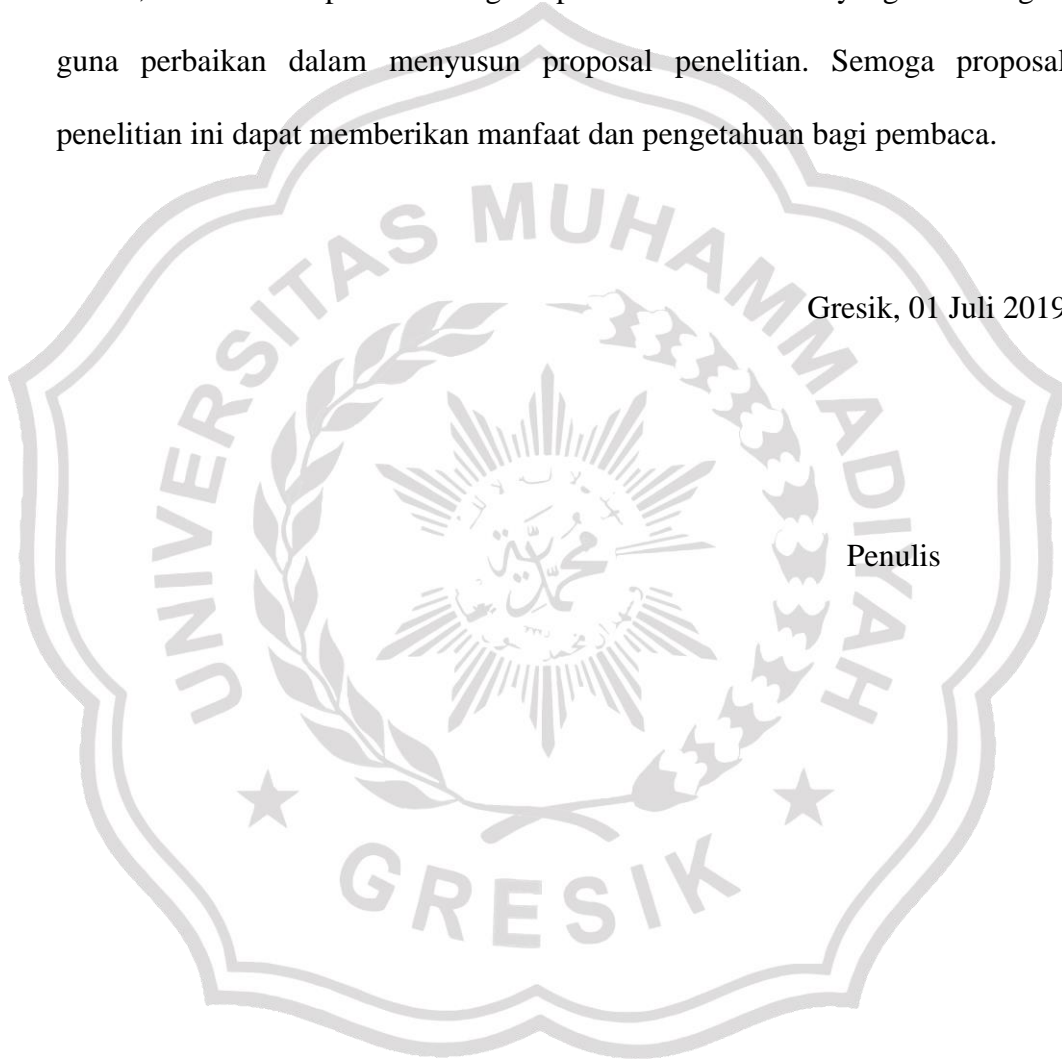 guna perbaikan dalam menyusun proposal penelitian. Semoga proposal
penelitian ini dapat memberikan manfaat dan pengetahuan bagi pembaca.
Gresik, 01 Juli 2019
Penulis
UNIVERSITAS MUHAMMADIYAH
GRESIK